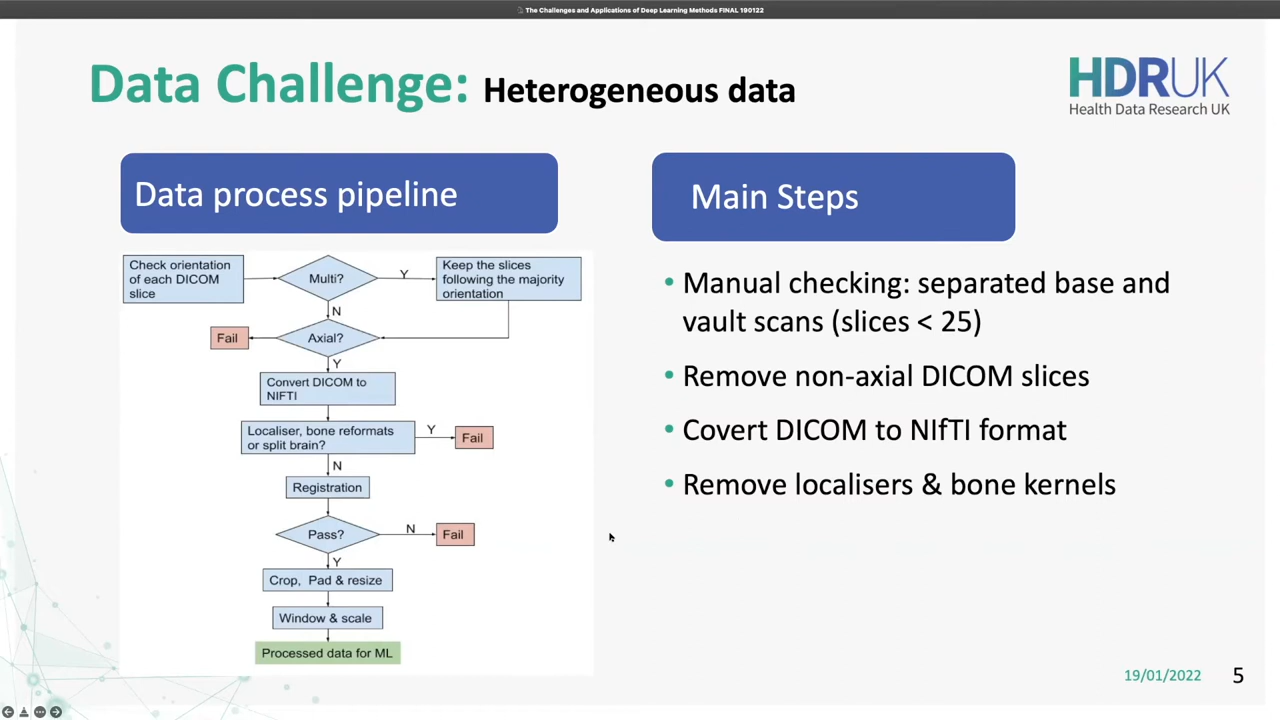 The Challenges and Applications of Deep Learning Methods FINAL 190122
Data Challenge: Heterogeneous data
HDRUK
Health Data Research UK
Data process pipeline
Check orientation
of each DICOM
slice
Multi?
Y
Keep the slices
following the majority
orientation
N
Fail
Axial?
Y
Convert DICOM to
NIFTI
Localiser, bone reformats
or split brain?
Y
Fail
N
Registration
Pass?
N
Fail
Y
Crop, Pad & resize
Window & scale
Processed data for ML
Main Steps
• Manual checking: separated base and
vault scans (slices < 25)
• Remove non-axial DICOM slices
• Covert DICOM to NIfTI format
• Remove localisers & bone kernels
19/01/2022 5